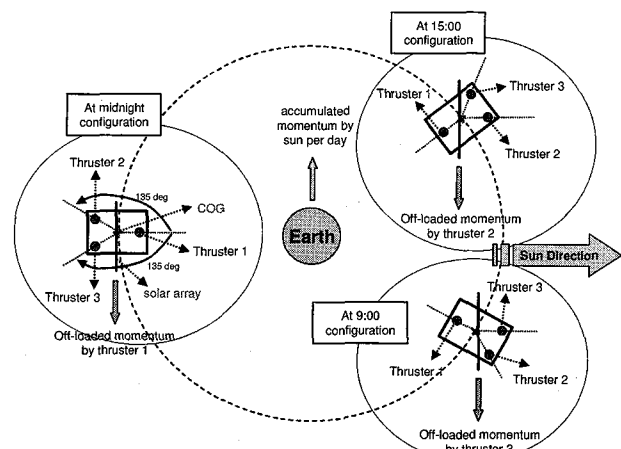 At 15:00
configuration
Thruster 1
Thruster 3
Thruster 2
Off-loaded momentum
by thruster 2
At midnight
configuration
Thruster 2
135 deg
COG
Thruster 1
135 deg
Thruster 3
solar array
Off-loaded momentum
by thruster 1
accumulated
momentum by
sun per day
Earth
Sun Direction
At 9:00
configuration
Thruster 3
Thruster 1
Thruster 2
Off-loaded momentum
by thruster 3